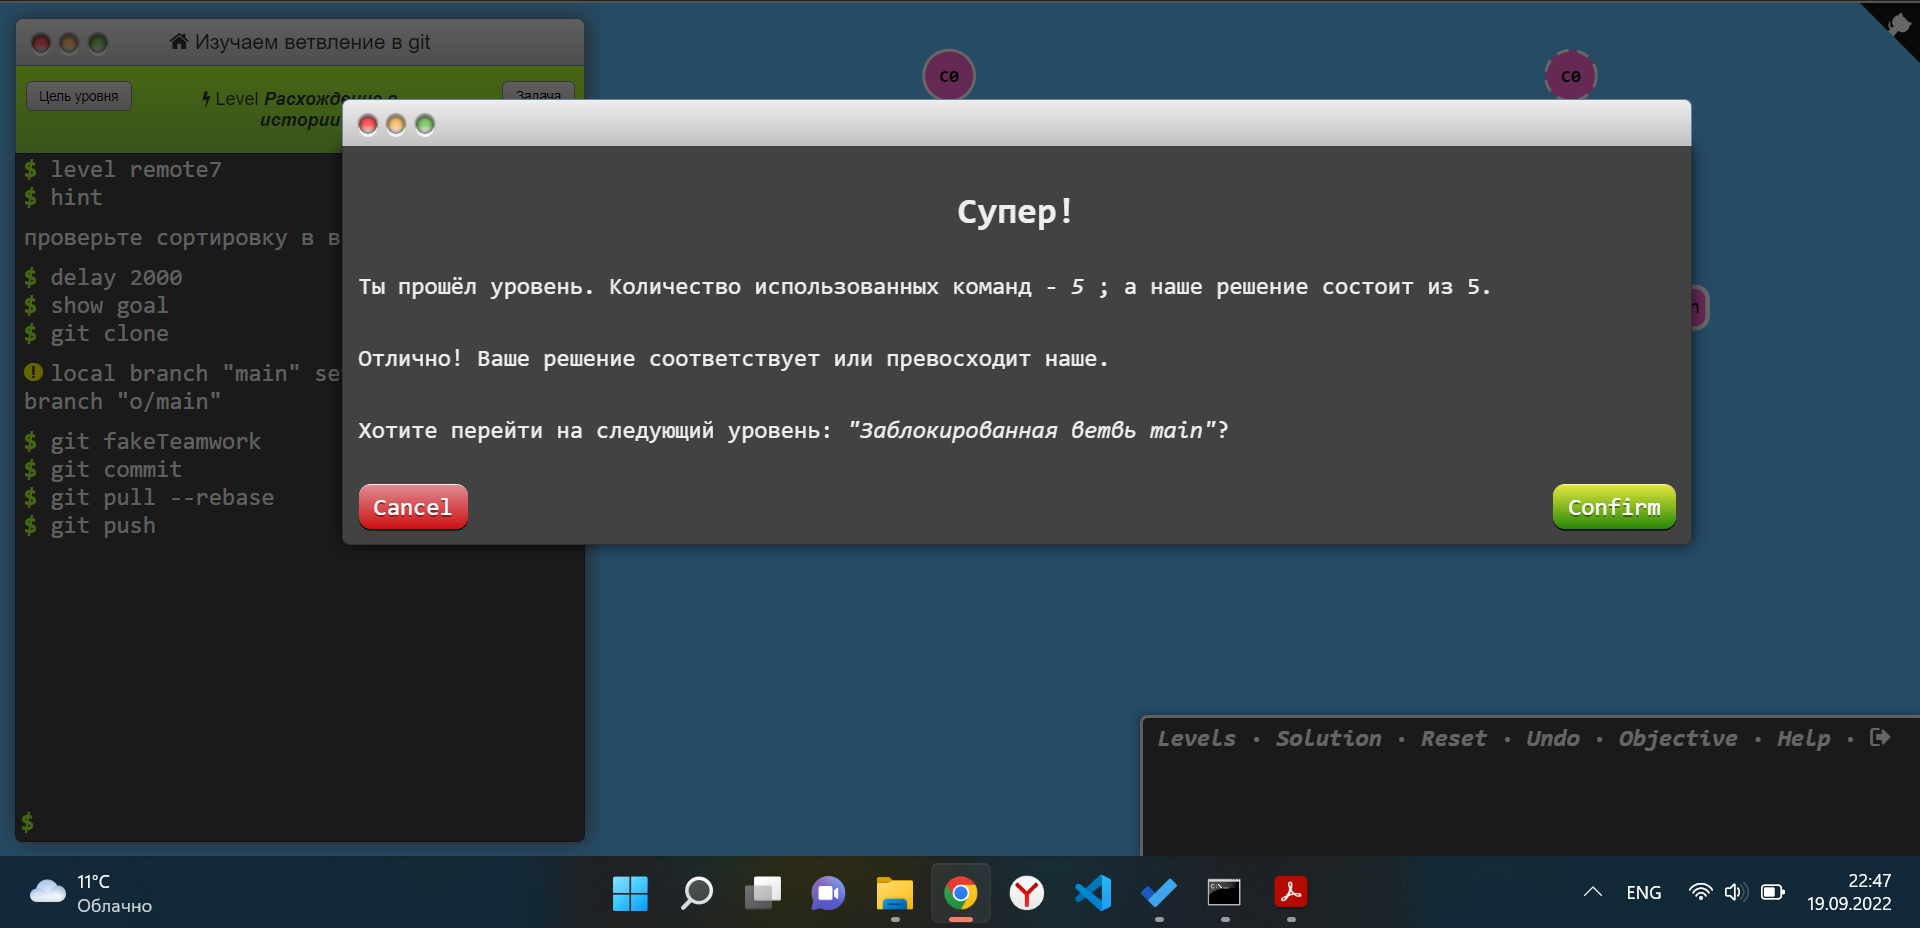 Изучаем ветвление в git
C0
C0
Цель уровня
Level Расхождение в
истории
Задача
$ level remote7
$ hint
проверьте сортировку в в
$ delay 2000
$ show goal
$ git clone
local branch "main" se
branch "o/main"
$ git fakeTeamwork
$ git commit
$ git pull --rebase
$ git push
$
Супер!
Ты прошёл уровень. Количество использованных команд - 5 ; а наше решение состоит из 5.
Отлично! Ваше решение соответствует или превосходит наше.
Хотите перейти на следующий уровень: "Заблокированная ветвь main"?
Cancel
Confirm
Levels · Solution · Reset · Undo · Objective · Help ·
11°C
Облачно
ENG
22:47
19.09.2022